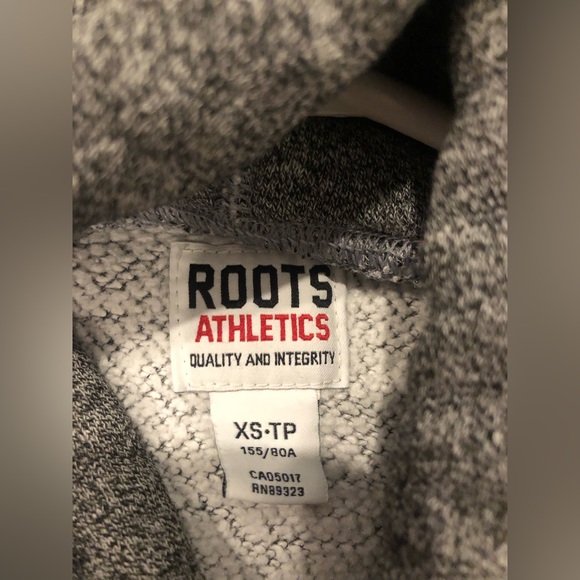 ROOTS
ATHLETICS
QUALITY AND INTEGRITY
XS·TP
155/80A
CA05017
RN89323